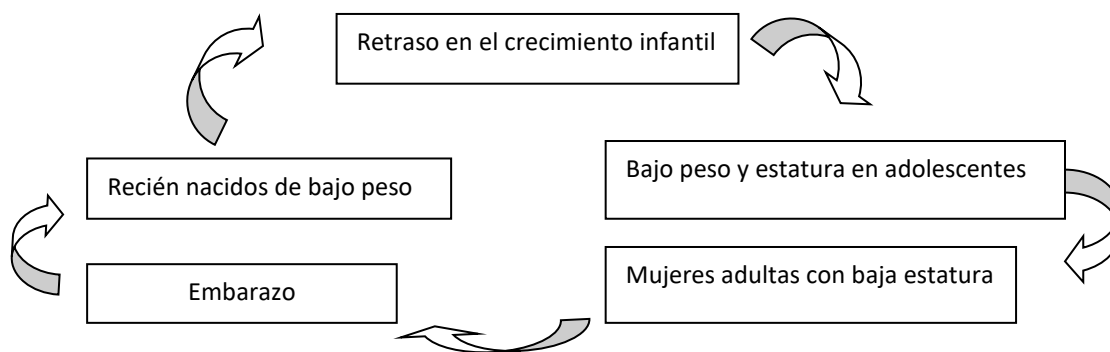 Retraso en el crecimiento infantil
Recién nacidos de bajo peso
Bajo peso y estatura en adolescentes
Embarazo
Mujeres adultas con baja estatura